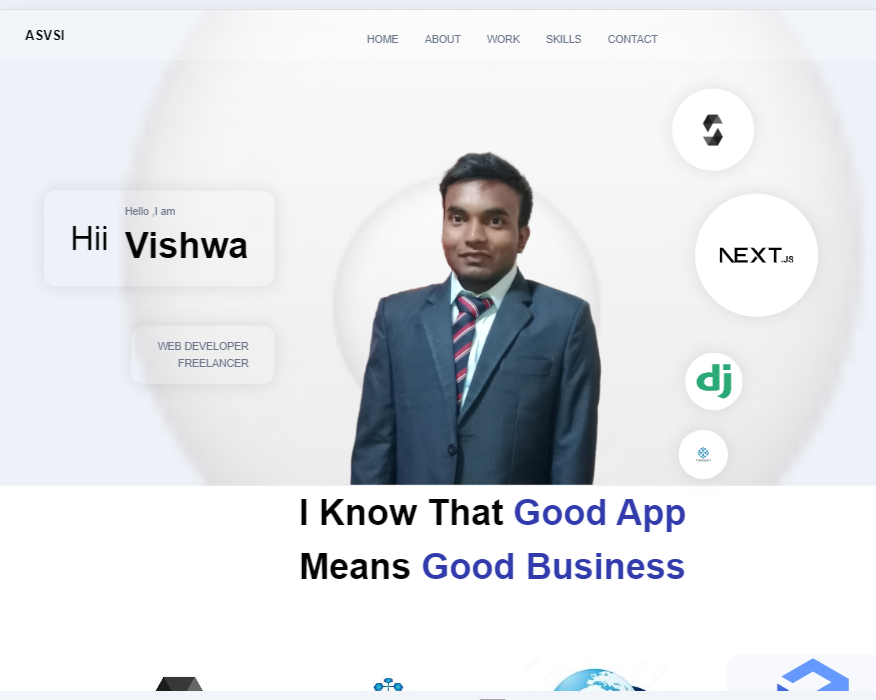 ASVSI
HOME ABOUT WORK SKILLS CONTACT
Hello ,I am
Hii Vishwa
WEB DEVELOPER
FREELANCER
NEXT.JS
dj
I Know That Good App
Means Good Business